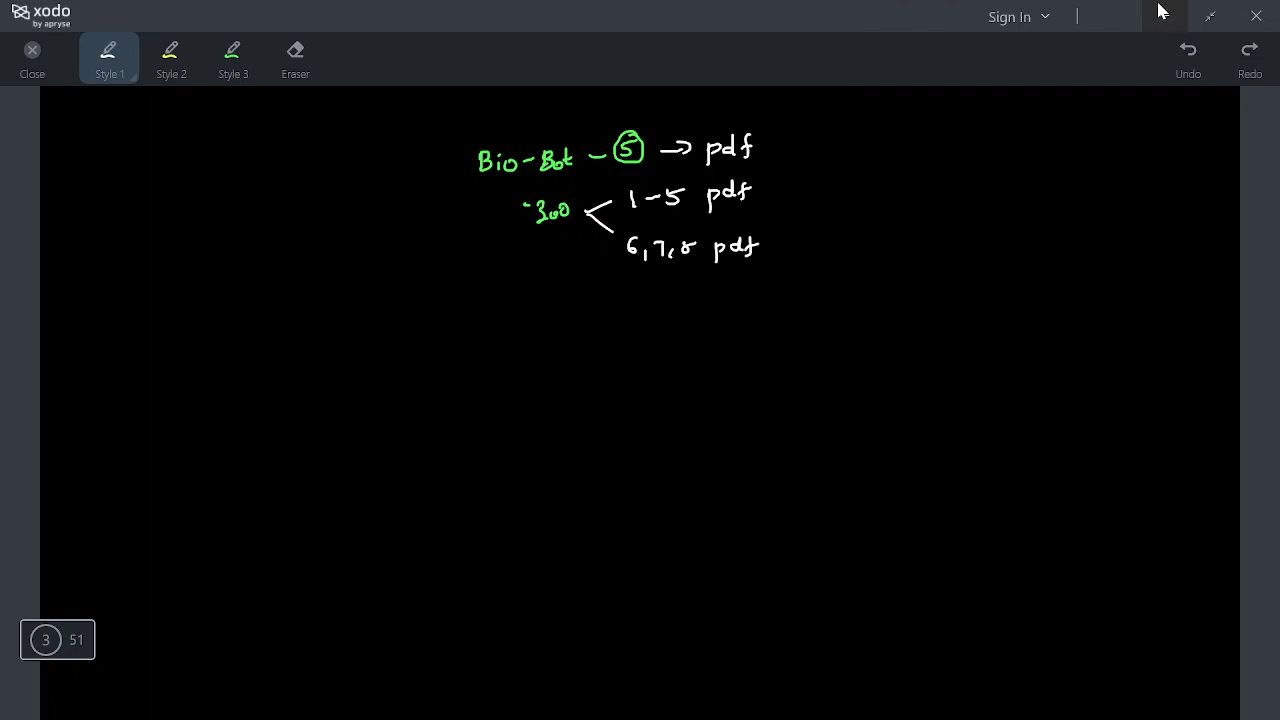 xodo
by apryse
Sign In
Close
Style 1
Style 2
Style 3
Eraser
Undo
Redo
Bio-Bot - 5 → pdf
-300
1-5 pdf
6,7,8 pdf
3 51